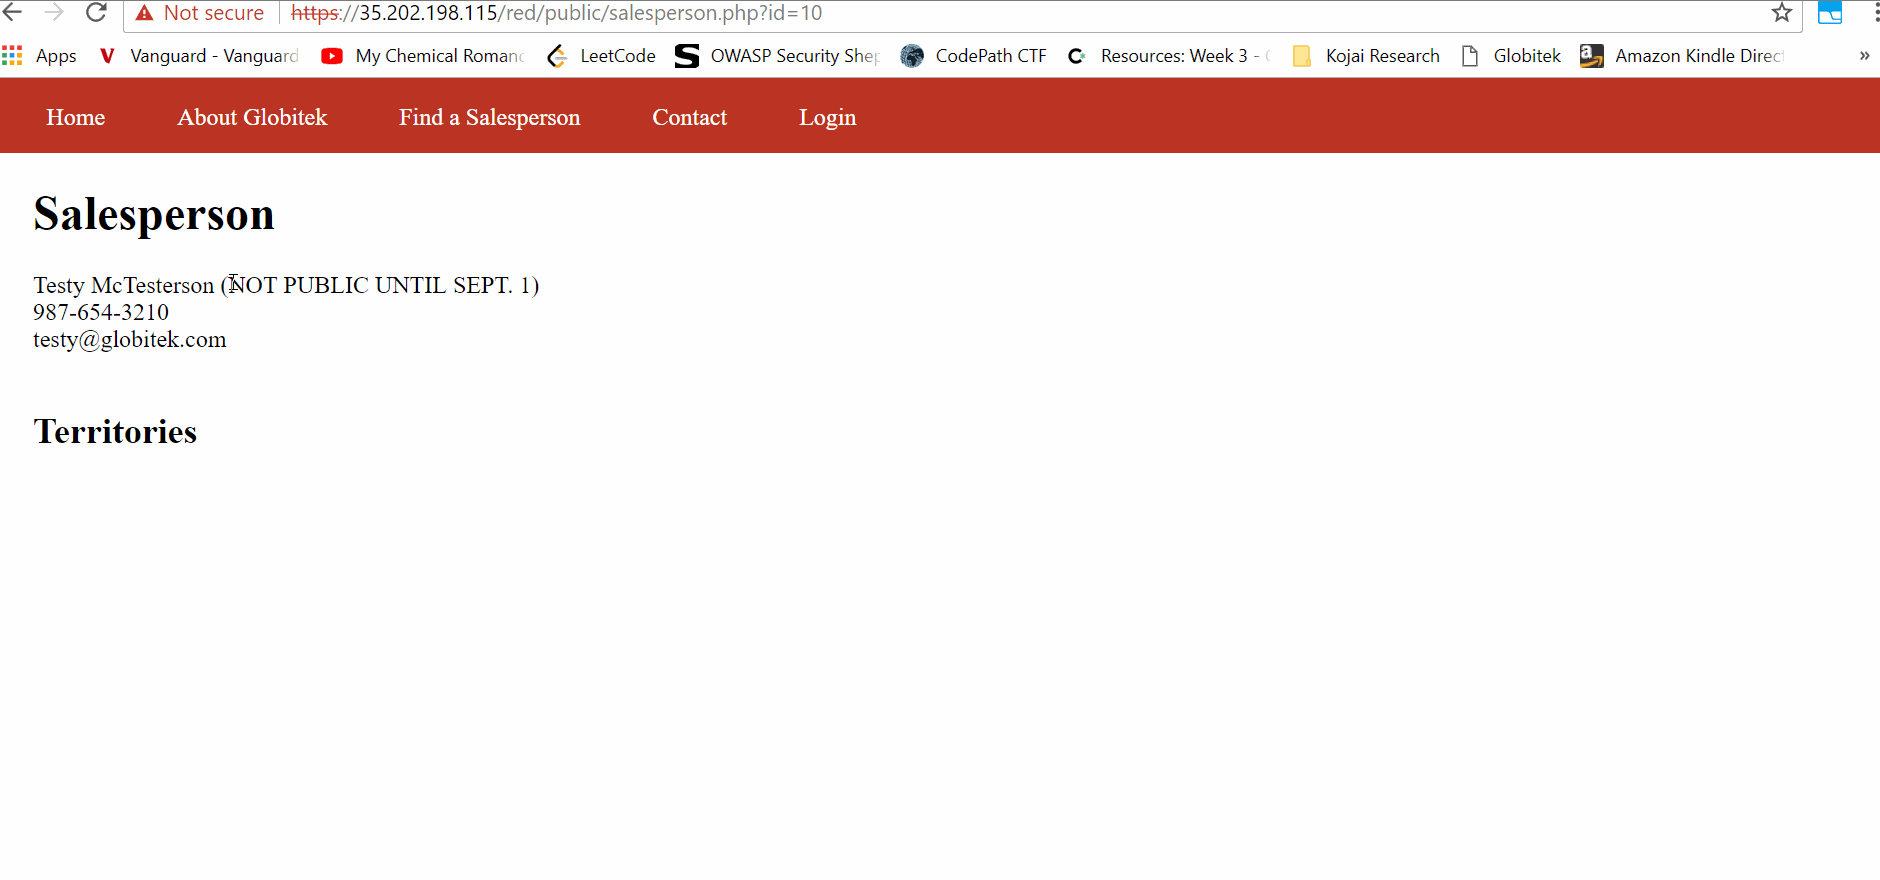 Not secure https://35.202.198.115/red/public/salesperson.php?id=10
Apps Vanguard - Vanguard My Chemical Romanc LeetCode OWASP Security Shep CodePath CTF Resources: Week 3 - Kojai Research Globitek Amazon Kindle Direct »
Home About Globitek Find a Salesperson Contact Login
Salesperson
Testy McTesterson (NOT PUBLIC UNTIL SEPT. 1)
987-654-3210
testy@globitek.com
Territories